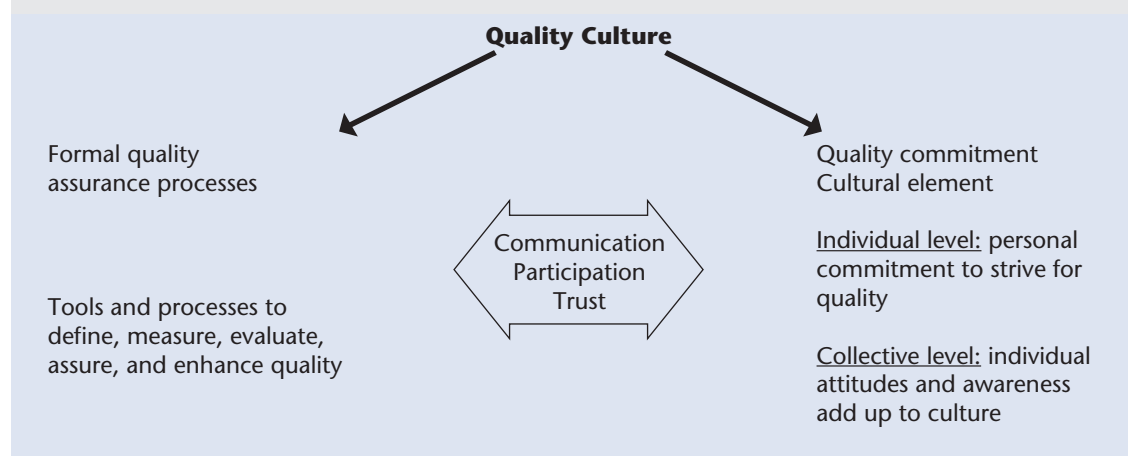 Quality Culture
Formal quality
assurance processes
Tools and processes to
define, measure, evaluate,
assure, and enhance quality
Communication
Participation
Trust
Quality commitment
Cultural element
Individual level: personal
commitment to strive for
quality
Collective level: individual
attitudes and awareness
add up to culture